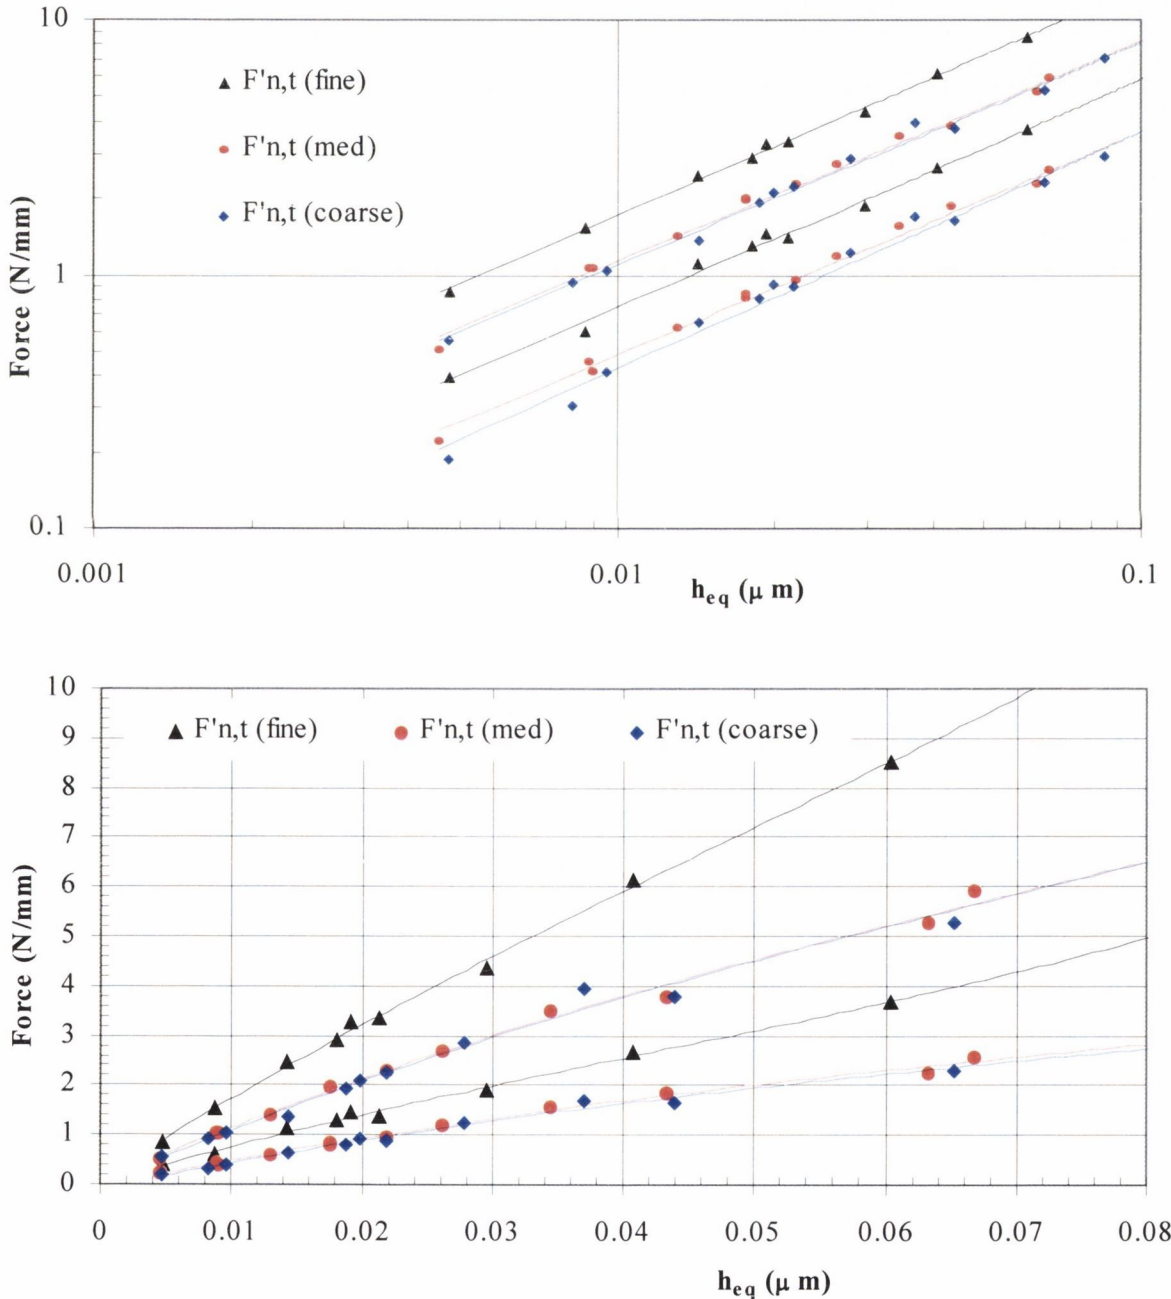 10
F'n,t (fine)
F'n,t (med)
F'n,t (coarse)
1
0.1
Force (N/mm)
0.001 0.01 0.1
heq (μ m)
10
F'n,t (fine) F'n,t (med) F'n,t (coarse)
9
8
7
6
5
4
3
2
1
0
Force (N/mm)
0 0.01 0.02 0.03 0.04 0.05 0.06 0.07 0.08
heq (μ m)